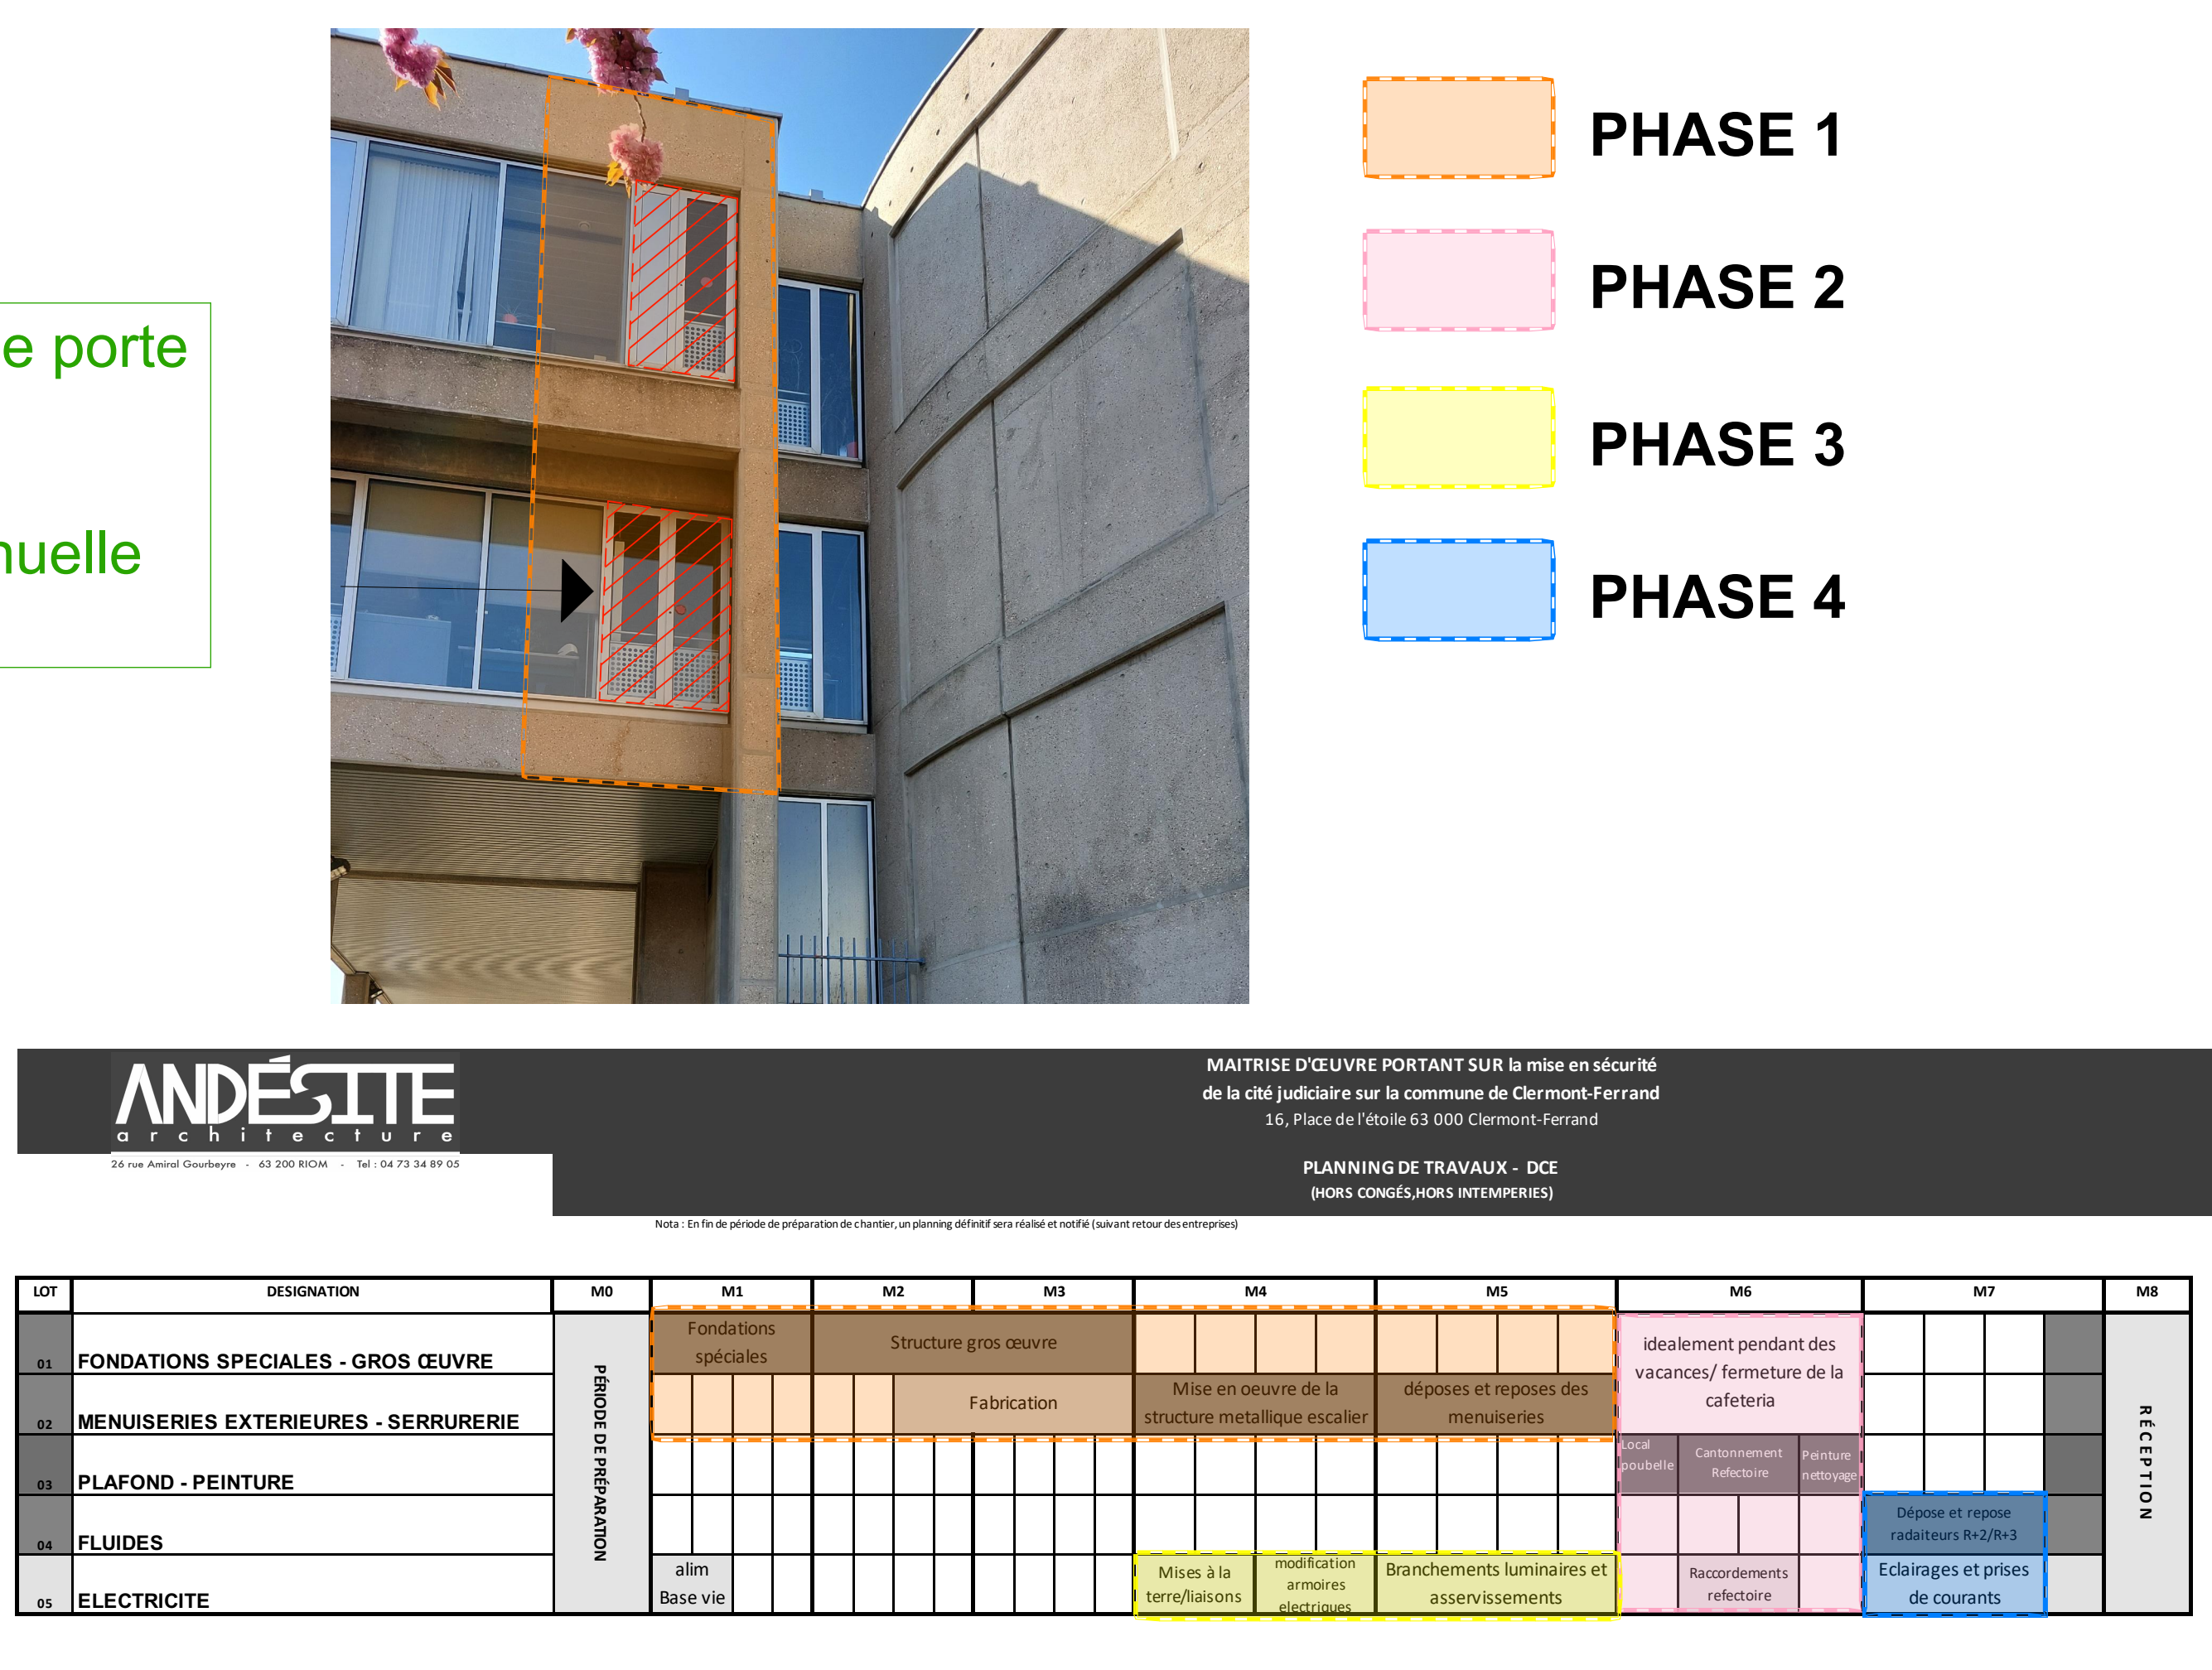 e porte
nuelle
PHASE 1
PHASE 2
PHASE 3
PHASE 4
ANDÉSITE
architecture
26 rue Amiral Gourbeyre - 63 200 RIOM - Tel : 04 73 34 89 05
MAITRISE D'ŒUVRE PORTANT SUR la mise en sécurité
de la cité judiciaire sur la commune de Clermont-Ferrand
16, Place de l'étoile 63 000 Clermont-Ferrand
PLANNING DE TRAVAUX - DCE
(HORS CONGÉS,HORS INTEMPERIES)
Nota : En fin de période de préparation de chantier, un planning définitif sera réalisé et notifié (suivant retour des entreprises)
LOT DESIGNATION M0 M1 M2 M3 M4 M5 M6 M7 M8
PÉRIODE DE PRÉPARATION
01 FONDATIONS SPECIALES - GROS ŒUVRE
Fondations
spéciales
Structure gros œuvre
idealement pendant des
vacances/ fermeture de la
cafeteria
02 MENUISERIES EXTERIEURES - SERRURERIE
Fabrication
Mise en oeuvre de la
structure metallique escalier
déposes et reposes des
menuiseries
03 PLAFOND - PEINTURE
Local
poubelle
Cantonnement
Refectoire
Peinture
nettoyage
04 FLUIDES
Dépose et repose
radaiteurs R+2/R+3
05 ELECTRICITE
alim
Base vie
Mises à la
terre/liaisons
modification
armoires
electriques
Branchements luminaires et
asservissements
Raccordements
refectoire
Eclairages et prises
de courants
RÉCEPTION